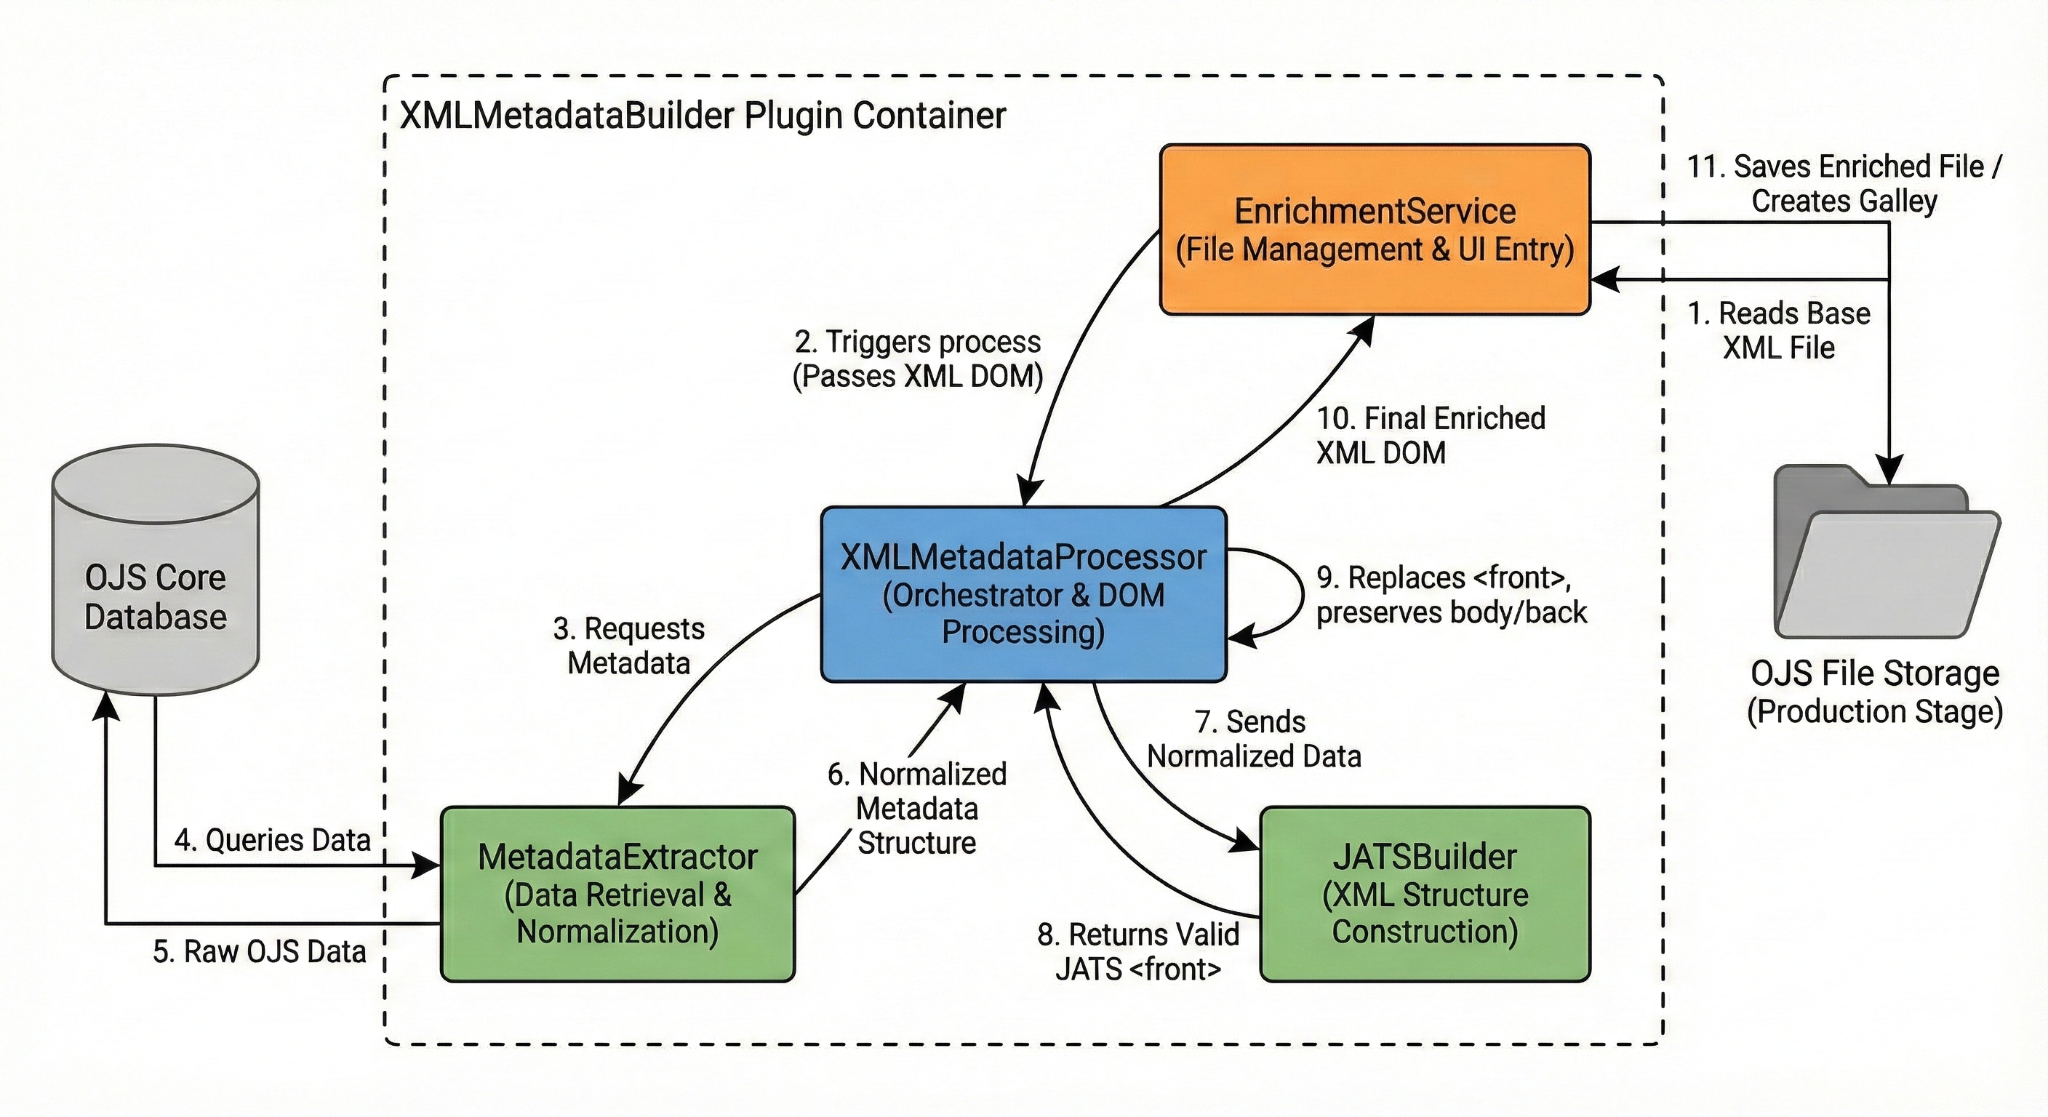 XMLMetadataBuilder Plugin Container
EnrichmentService
(File Management & UI Entry)
11. Saves Enriched File /
Creates Galley
1. Reads Base
XML File
2. Triggers process
(Passes XML DOM)
10. Final Enriched
XML DOM
OJS Core
Database
XMLMetadataProcessor
(Orchestrator & DOM
Processing)
9. Replaces <front>,
preserves body/back
OJS File Storage
(Production Stage)
3. Requests
Metadata
6. Normalized
Metadata
Structure
7. Sends
Normalized Data
4. Queries Data
5. Raw OJS Data
MetadataExtractor
(Data Retrieval &
Normalization)
8. Returns Valid
JATS <front>
JATSBuilder
(XML Structure
Construction)